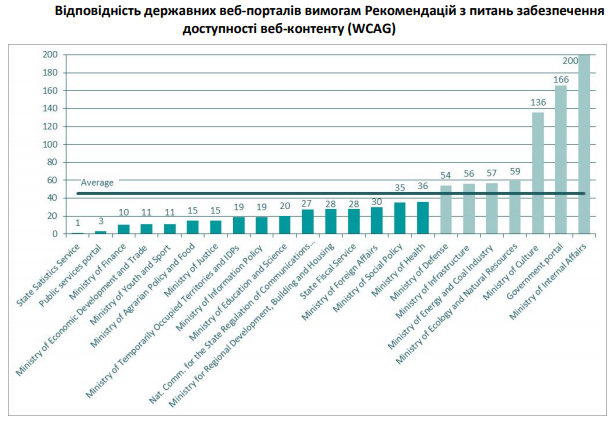 Відповідність державних веб-порталів вимогам Рекомендацій з питань забезпечення
доступності веб-контенту (WCAG)
200
180
160
140
120
100
80
60
40
20
0
Average
1
3
10
11
11
15
15
19
19
20
27
28
28
30
35
36
54
56
57
59
136
166
200
State Statistics Service
Public services portal
Ministry of Finance
Ministry of Economic Development and Trade
Ministry of Youth and Sport
Ministry of Agrarian Policy and Food
Ministry of Justice
Ministry of Temporarily Occupied Territories and IDPs
Ministry of Information Policy
Ministry of Education and Science
Nat. Comm. for the State Regulation of Communications...
Ministry for Regional Development, Building and Housing
State Fiscal Service
Ministry of Foreign Affairs
Ministry of Social Policy
Ministry of Health
Ministry of Defense
Ministry of Infrastructure
Ministry of Energy and Coal Industry
Ministry of Ecology and Natural Resources
Ministry of Culture
Government portal
Ministry of Internal Affairs